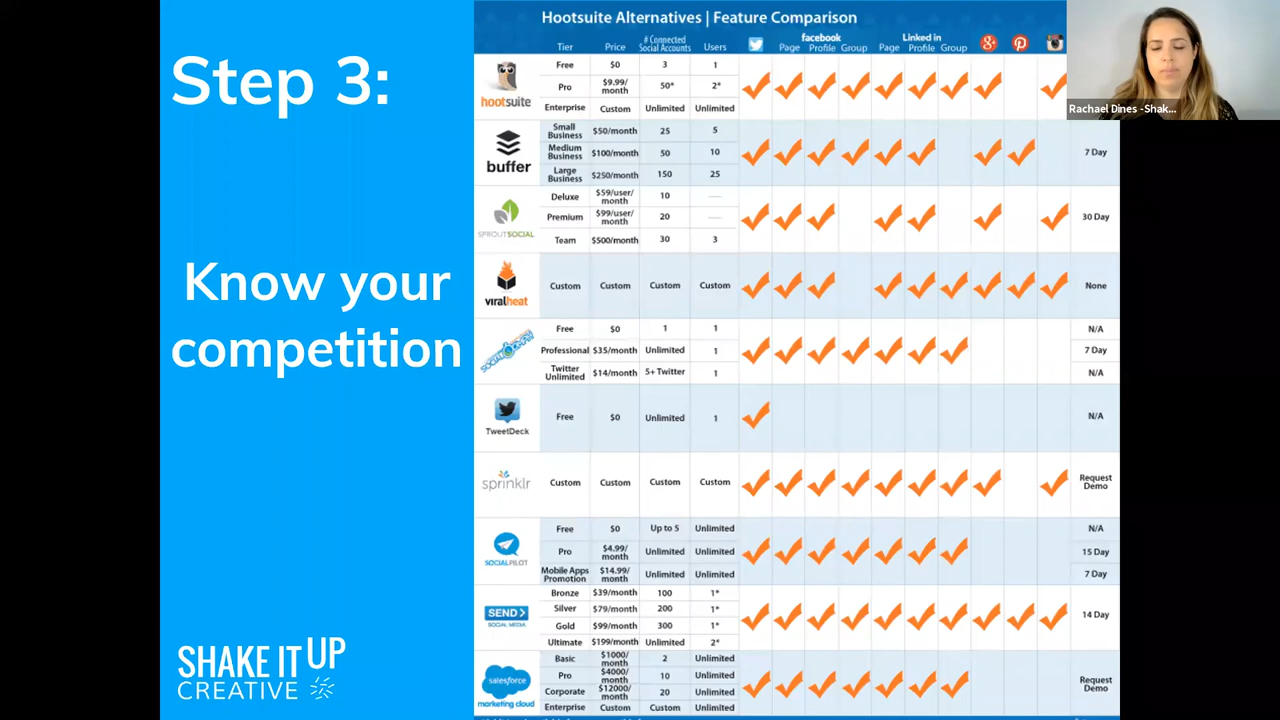 Step 3:
Know your
competition
SHAKE IT UP
CREATIVE
Hootsuite Alternatives | Feature Comparison
Tier Price # Connected Social Accounts Users facebook Page Profile Group Linked in Page Profile Group
Rachael Dines -Shak...
hootsuite
Free $0 3 1
Pro $9.99/month 50* 2*
Enterprise Custom Unlimited Unlimited
buffer
Small Business $50/month 25 5
Medium Business $100/month 50 10 7 Day
Large Business $250/month 150 25
SPROUTSOCIAL
Deluxe $59/user/month 10
Premium $99/user/month 20 30 Day
Team $500/month 30 3
viralheat
Custom Custom Custom Custom None
Free $0 1 1 N/A
Professional $35/month Unlimited 1 7 Day
Twitter Unlimited $14/month 5+ Twitter 1 N/A
TweetDeck
Free $0 Unlimited 1 N/A
sprinklr
Custom Custom Custom Custom Request Demo
SOCIALPILOT
Free $0 Up to 5 Unlimited N/A
Pro $4.99/month Unlimited Unlimited 15 Day
Mobile Apps Promotion $14.99/month Unlimited Unlimited 7 Day
SEND>
SOCIAL MEDIA
Bronze $39/month 100 1*
Silver $79/month 200 1* 14 Day
Gold $99/month 300 1*
Ultimate $199/month Unlimited 2*
salesforce
marketing cloud
Basic $1000/month 2 Unlimited
Pro $4000/month 10 Unlimited Request Demo
Corporate $12000/month 20 Unlimited
Enterprise Custom Custom Unlimited